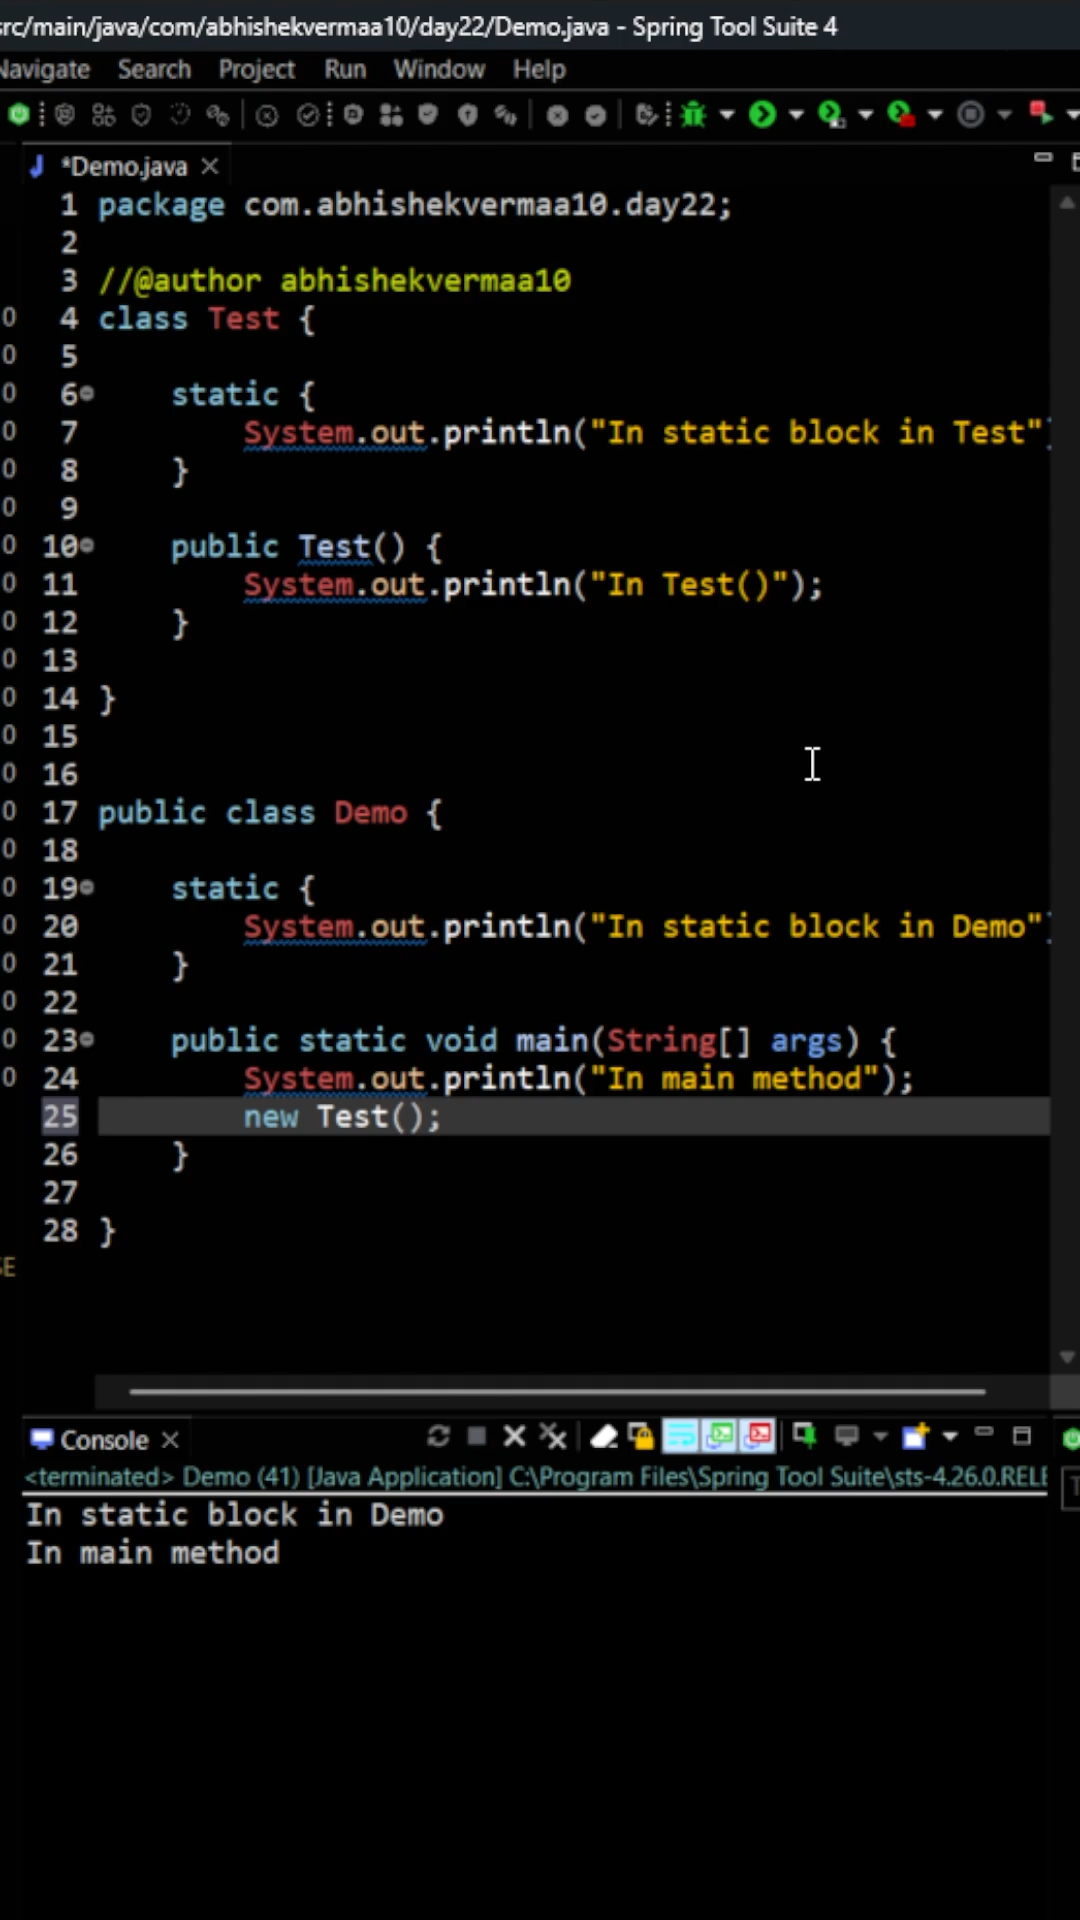 src/main/java/com/abhishekvermaa10/day22/Demo.java - Spring Tool Suite 4
Navigate Search Project Run Window Help
*Demo.java
1 package com.abhishekvermaa10.day22;
2
3 //@author abhishekvermaa10
4 class Test {
5
6 static {
7 System.out.println("In static block in Test")
8 }
9
10 public Test() {
11 System.out.println("In Test()");
12 }
13
14 }
15
16
17 public class Demo {
18
19 static {
20 System.out.println("In static block in Demo")
21 }
22
23 public static void main(String[] args) {
24 System.out.println("In main method");
25 new Test();
26 }
27
28 }
Console
<terminated> Demo (41) [Java Application] C:\Program Files\Spring Tool Suite\sts-4.26.0.RELE
In static block in Demo
In main method